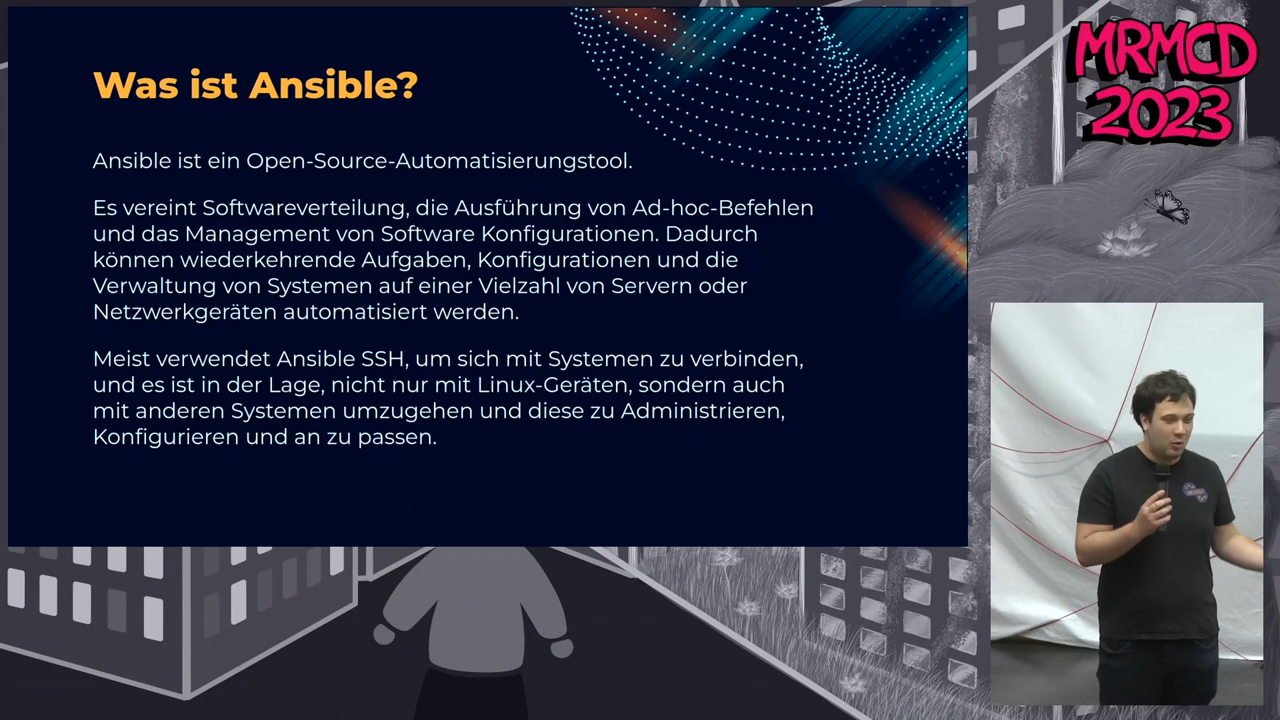 Was ist Ansible?
Ansible ist ein Open-Source-Automatisierungstool.
Es vereint Softwareverteilung, die Ausführung von Ad-hoc-Befehlen
und das Management von Software Konfigurationen. Dadurch
können wiederkehrende Aufgaben, Konfigurationen und die
Verwaltung von Systemen auf einer Vielzahl von Servern oder
Netzwerkgeräten automatisiert werden.
Meist verwendet Ansible SSH, um sich mit Systemen zu verbinden,
und es ist in der Lage, nicht nur mit Linux-Geräten, sondern auch
mit anderen Systemen umzugehen und diese zu Administrieren,
Konfigurieren und an zu passen.
MRMCD
2023